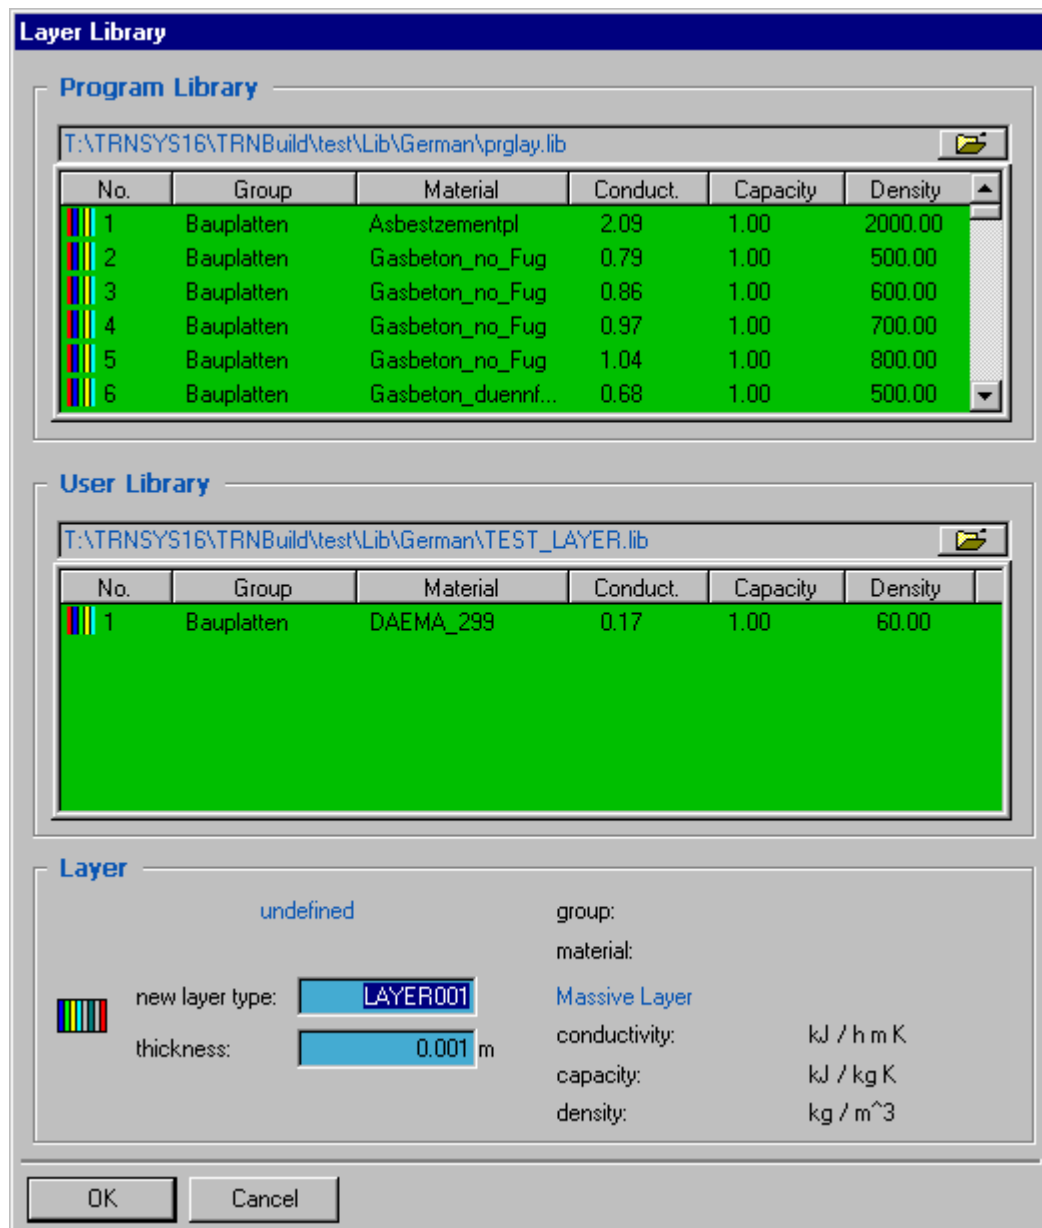 Layer Library
Program Library
T:\TRNSYS16\TRNBuild\test\Lib\German\prglay.lib
No. Group Material Conduct. Capacity Density
1 Bauplatten Asbestzementpl 2.09 1.00 2000.00
2 Bauplatten Gasbeton_no_Fug 0.79 1.00 500.00
3 Bauplatten Gasbeton_no_Fug 0.86 1.00 600.00
4 Bauplatten Gasbeton_no_Fug 0.97 1.00 700.00
5 Bauplatten Gasbeton_no_Fug 1.04 1.00 800.00
6 Bauplatten Gasbeton_duennf... 0.68 1.00 500.00
User Library
T:\TRNSYS16\TRNBuild\test\Lib\German\TEST_LAYER.lib
No. Group Material Conduct. Capacity Density
1 Bauplatten DAEMA_299 0.17 1.00 60.00
Layer
undefined group:
material:
new layer type: LAYER001 Massive Layer
thickness: 0.001 m conductivity: kJ / h m K
capacity: kJ / kg K
density: kg / m^3
OK Cancel